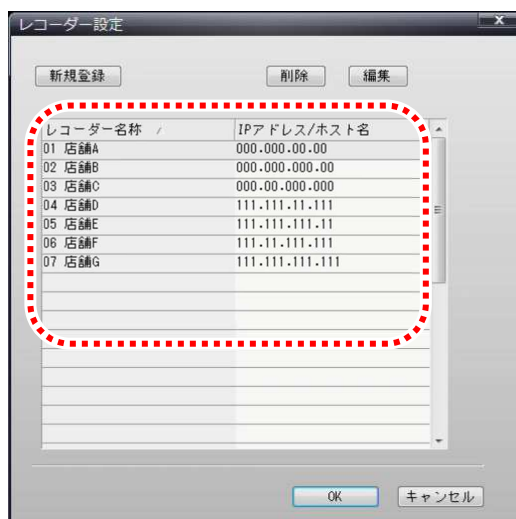 レコーダー設定
x
新規登録 削除 編集
レコーダー名称 / IPアドレス/ホスト名
01 店舗A 000.000.00.00
02 店舗B 000.000.000.00
03 店舗C 000.00.000.000
04 店舗D 111.111.11.111
05 店舗E 111.111.111.11
06 店舗F 111.11.111.111
07 店舗G 111.111.111.111
OK キャンセル